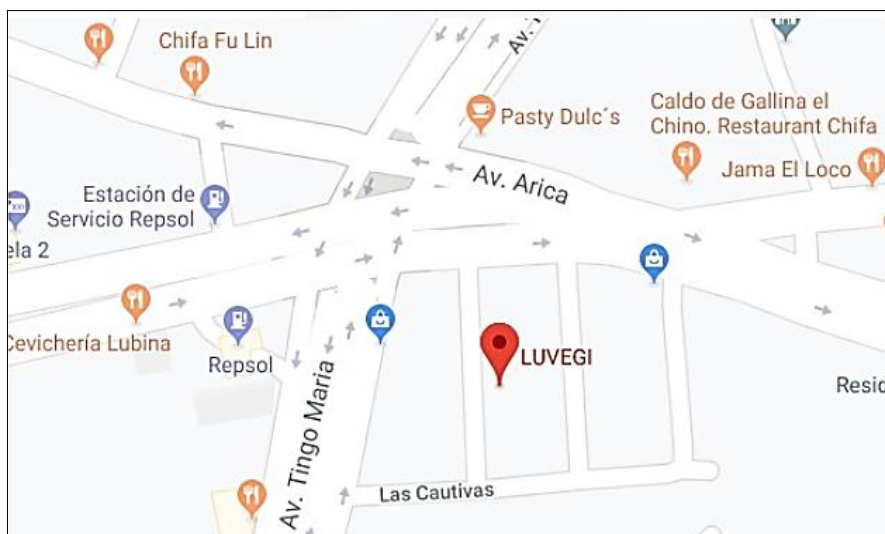 Chifa Fu Lin
Av. T
Pasty Dulc´s
Caldo de Gallina el
Chino. Restaurant Chifa
Jama El Loco
Av. Arica
Estación de
Servicio Repsol
ela 2
Cevichería Lubina
Repsol
LUVEGI
Resid
Av. Tingo Maria
Las Cautivas